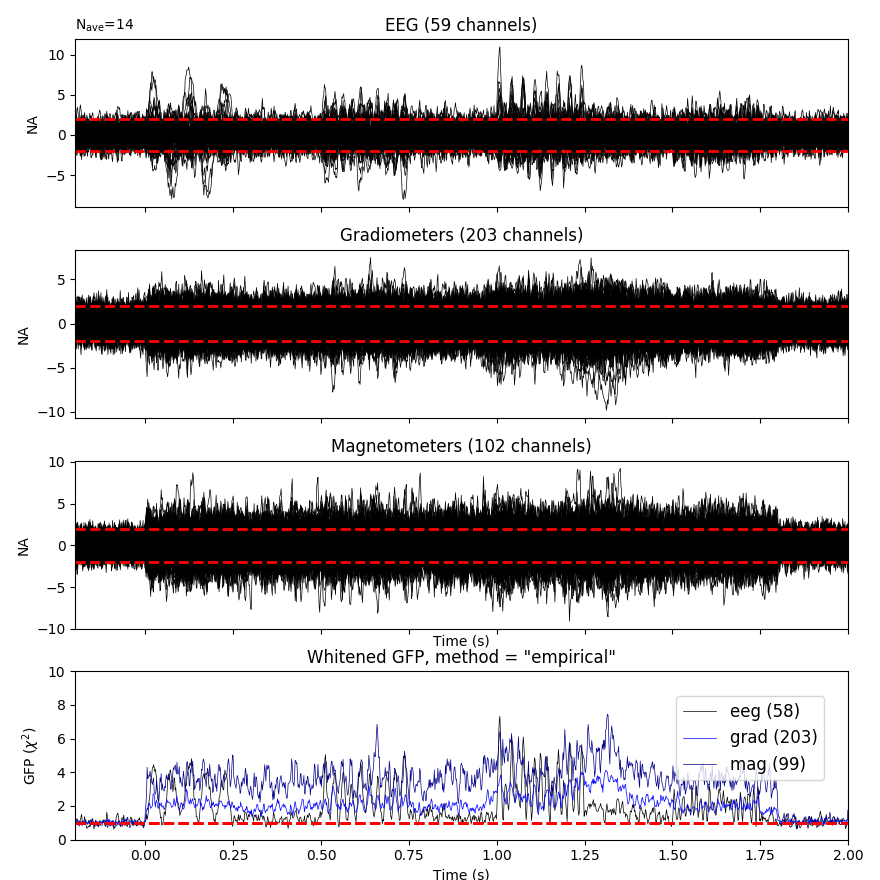 N_ave=14
EEG (59 channels)
10
5
0
−5
NA
Gradiometers (203 channels)
5
0
−5
−10
NA
Magnetometers (102 channels)
10
5
0
−5
−10
NA
Time (s)
Whitened GFP, method = "empirical"
10
8
6
4
2
0
GFP (χ²)
eeg (58)
grad (203)
mag (99)
0.00 0.25 0.50 0.75 1.00 1.25 1.50 1.75 2.00
Time (s)